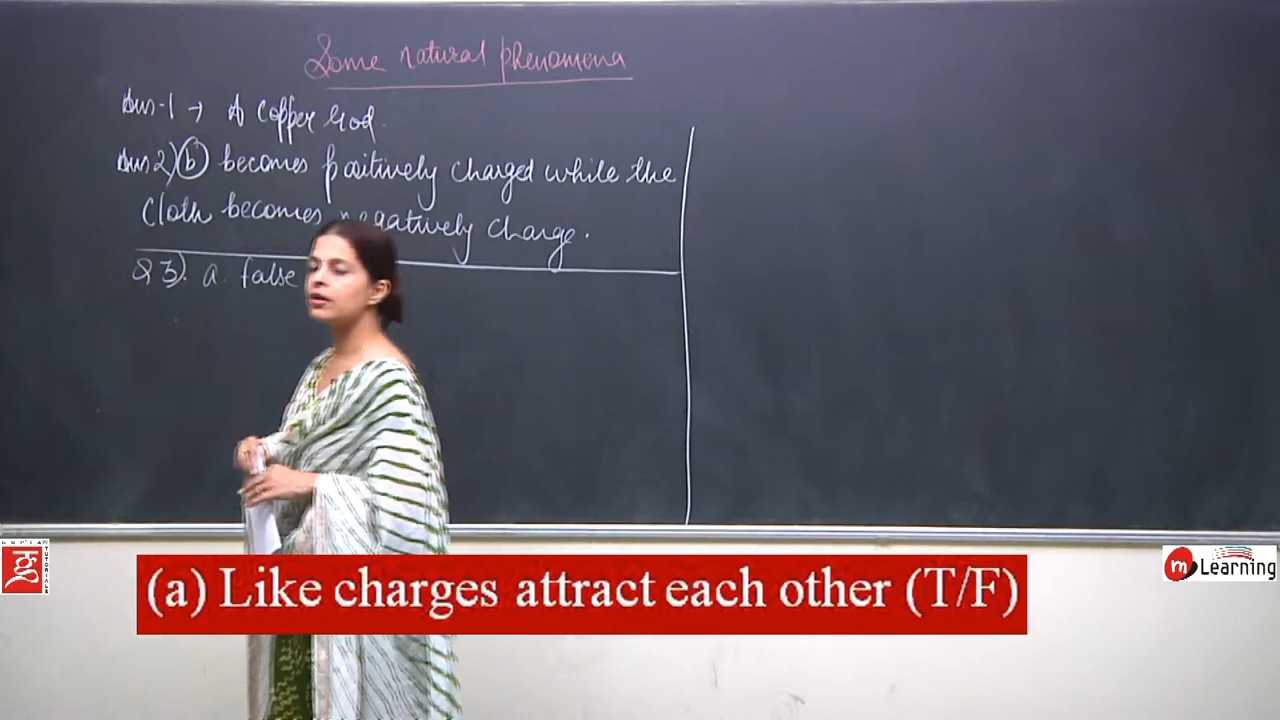 Some natural phenomena
Ans-1 → A Copper Rod.
Ans 2) (b) becomes positively charged while the
Cloth becomes negatively charge.
Q 3). a. false
(a) Like charges attract each other (T/F)
m Learning